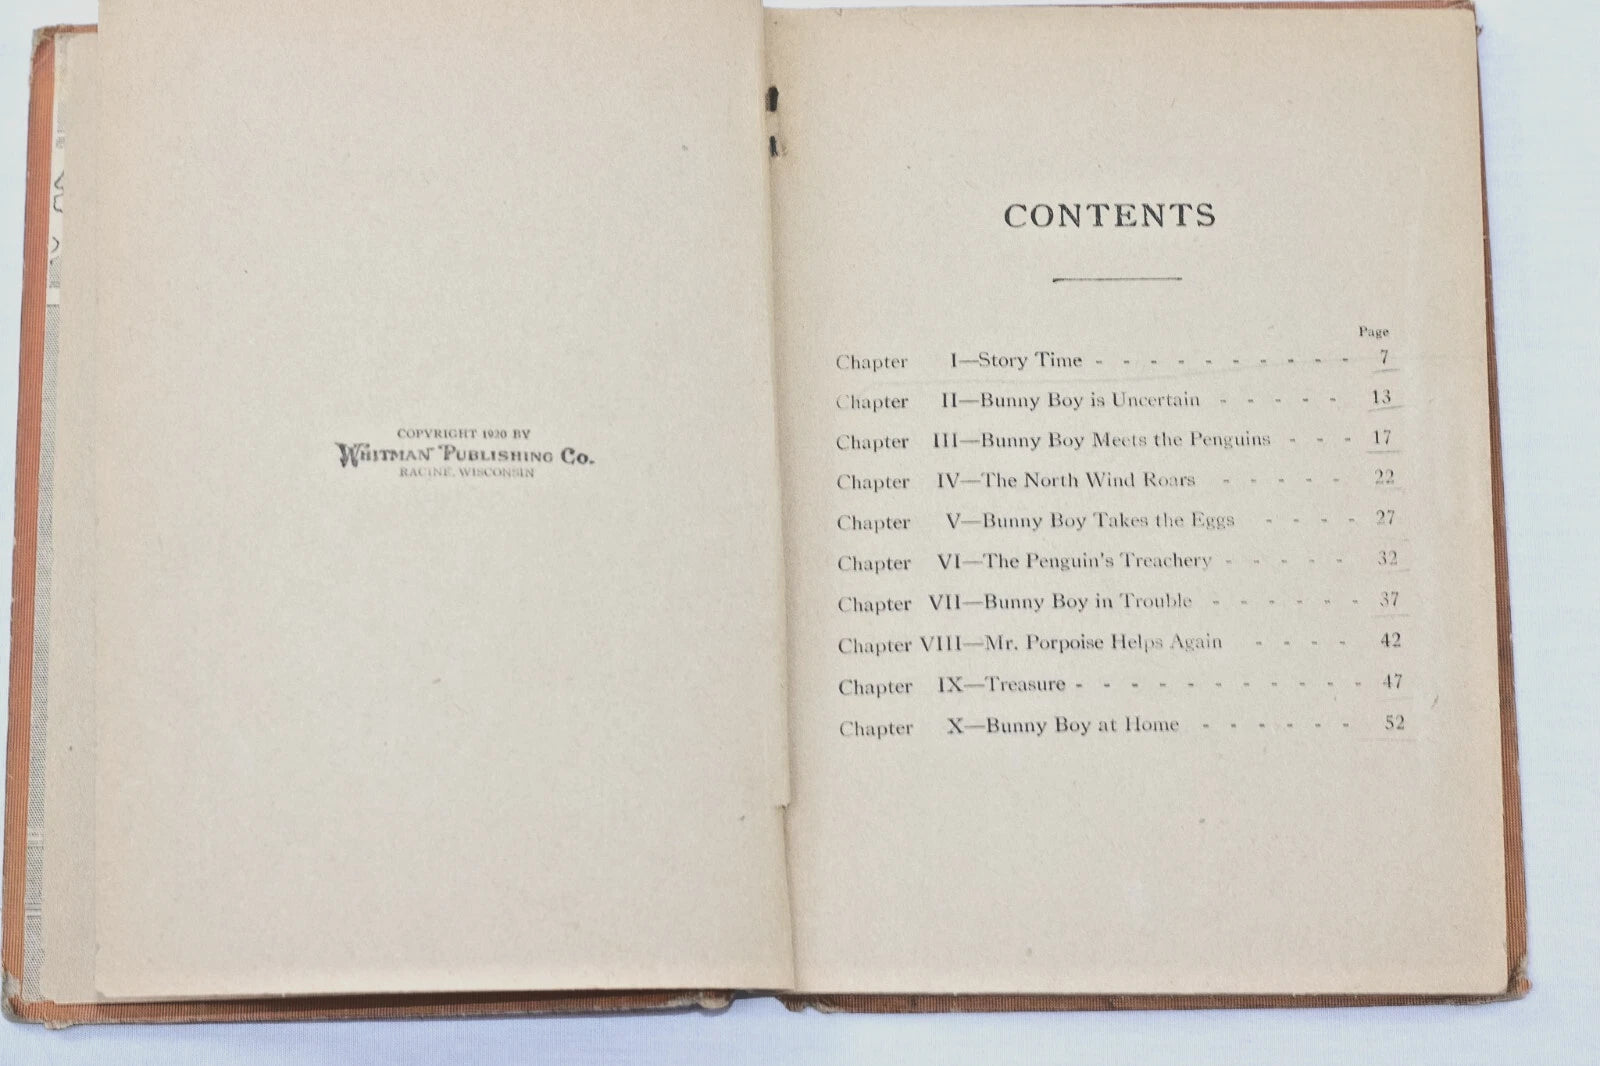 COPYRIGHT 1920 BY
WHITMAN PUBLISHING CO.
RACINE, WISCONSIN
CONTENTS
Page
Chapter I—Story Time - - - - - - - - - - 7
Chapter II—Bunny Boy is Uncertain - - - - - 13
Chapter III—Bunny Boy Meets the Penguins - - - 17
Chapter IV—The North Wind Roars - - - - - 22
Chapter V—Bunny Boy Takes the Eggs - - - - 27
Chapter VI—The Penguin's Treachery - - - - - 32
Chapter VII—Bunny Boy in Trouble - - - - - - 37
Chapter VIII—Mr. Porpoise Helps Again - - - - 42
Chapter IX—Treasure - - - - - - - - - - - 47
Chapter X—Bunny Boy at Home - - - - - - 52